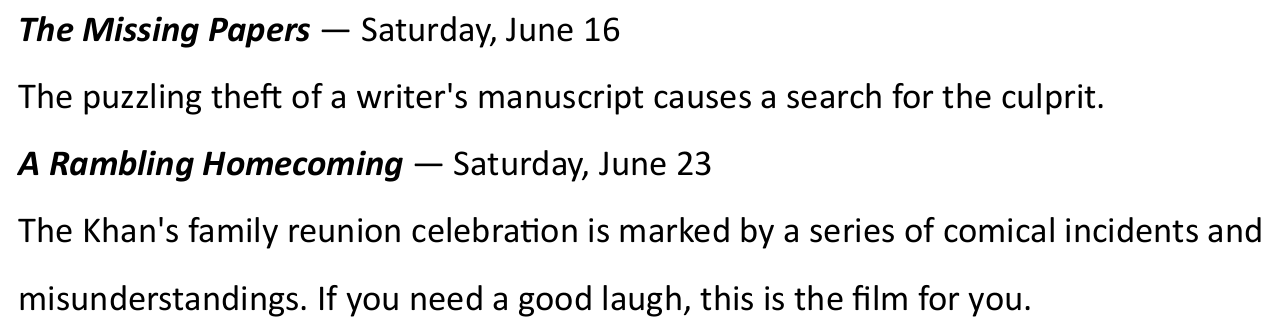 The Missing Papers — Saturday, June 16
The puzzling theft of a writer's manuscript causes a search for the culprit.
A Rambling Homecoming — Saturday, June 23
The Khan's family reunion celebration is marked by a series of comical incidents and
misunderstandings. If you need a good laugh, this is the film for you.